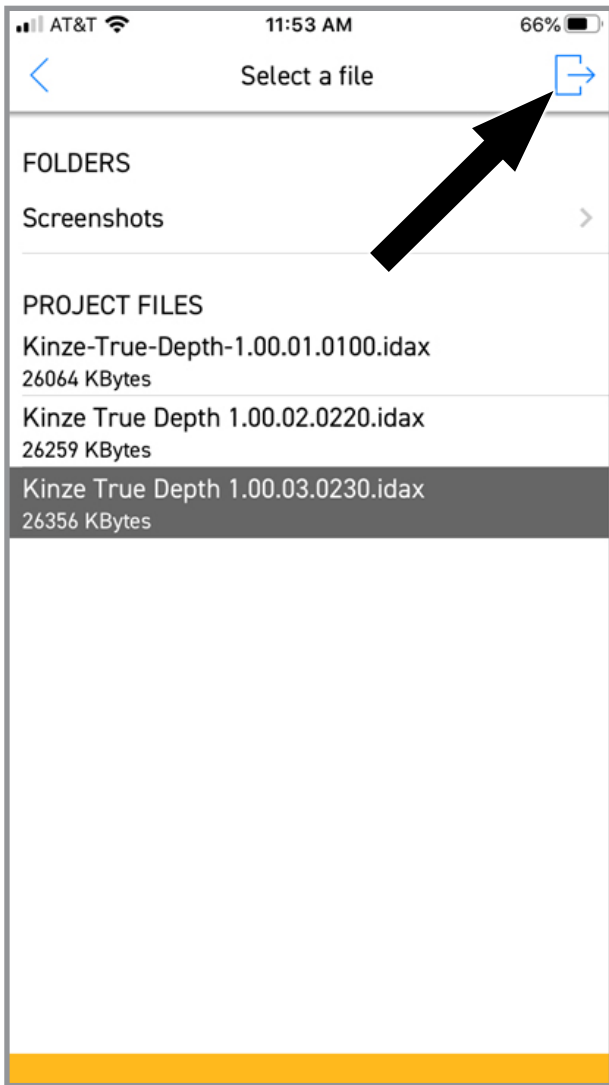 AT&T 11:53 AM 66%
Select a file
FOLDERS
Screenshots
PROJECT FILES
Kinze-True-Depth-1.00.01.0100.idax
26064 KBytes
Kinze True Depth 1.00.02.0220.idax
26259 KBytes
Kinze True Depth 1.00.03.0230.idax
26356 KBytes